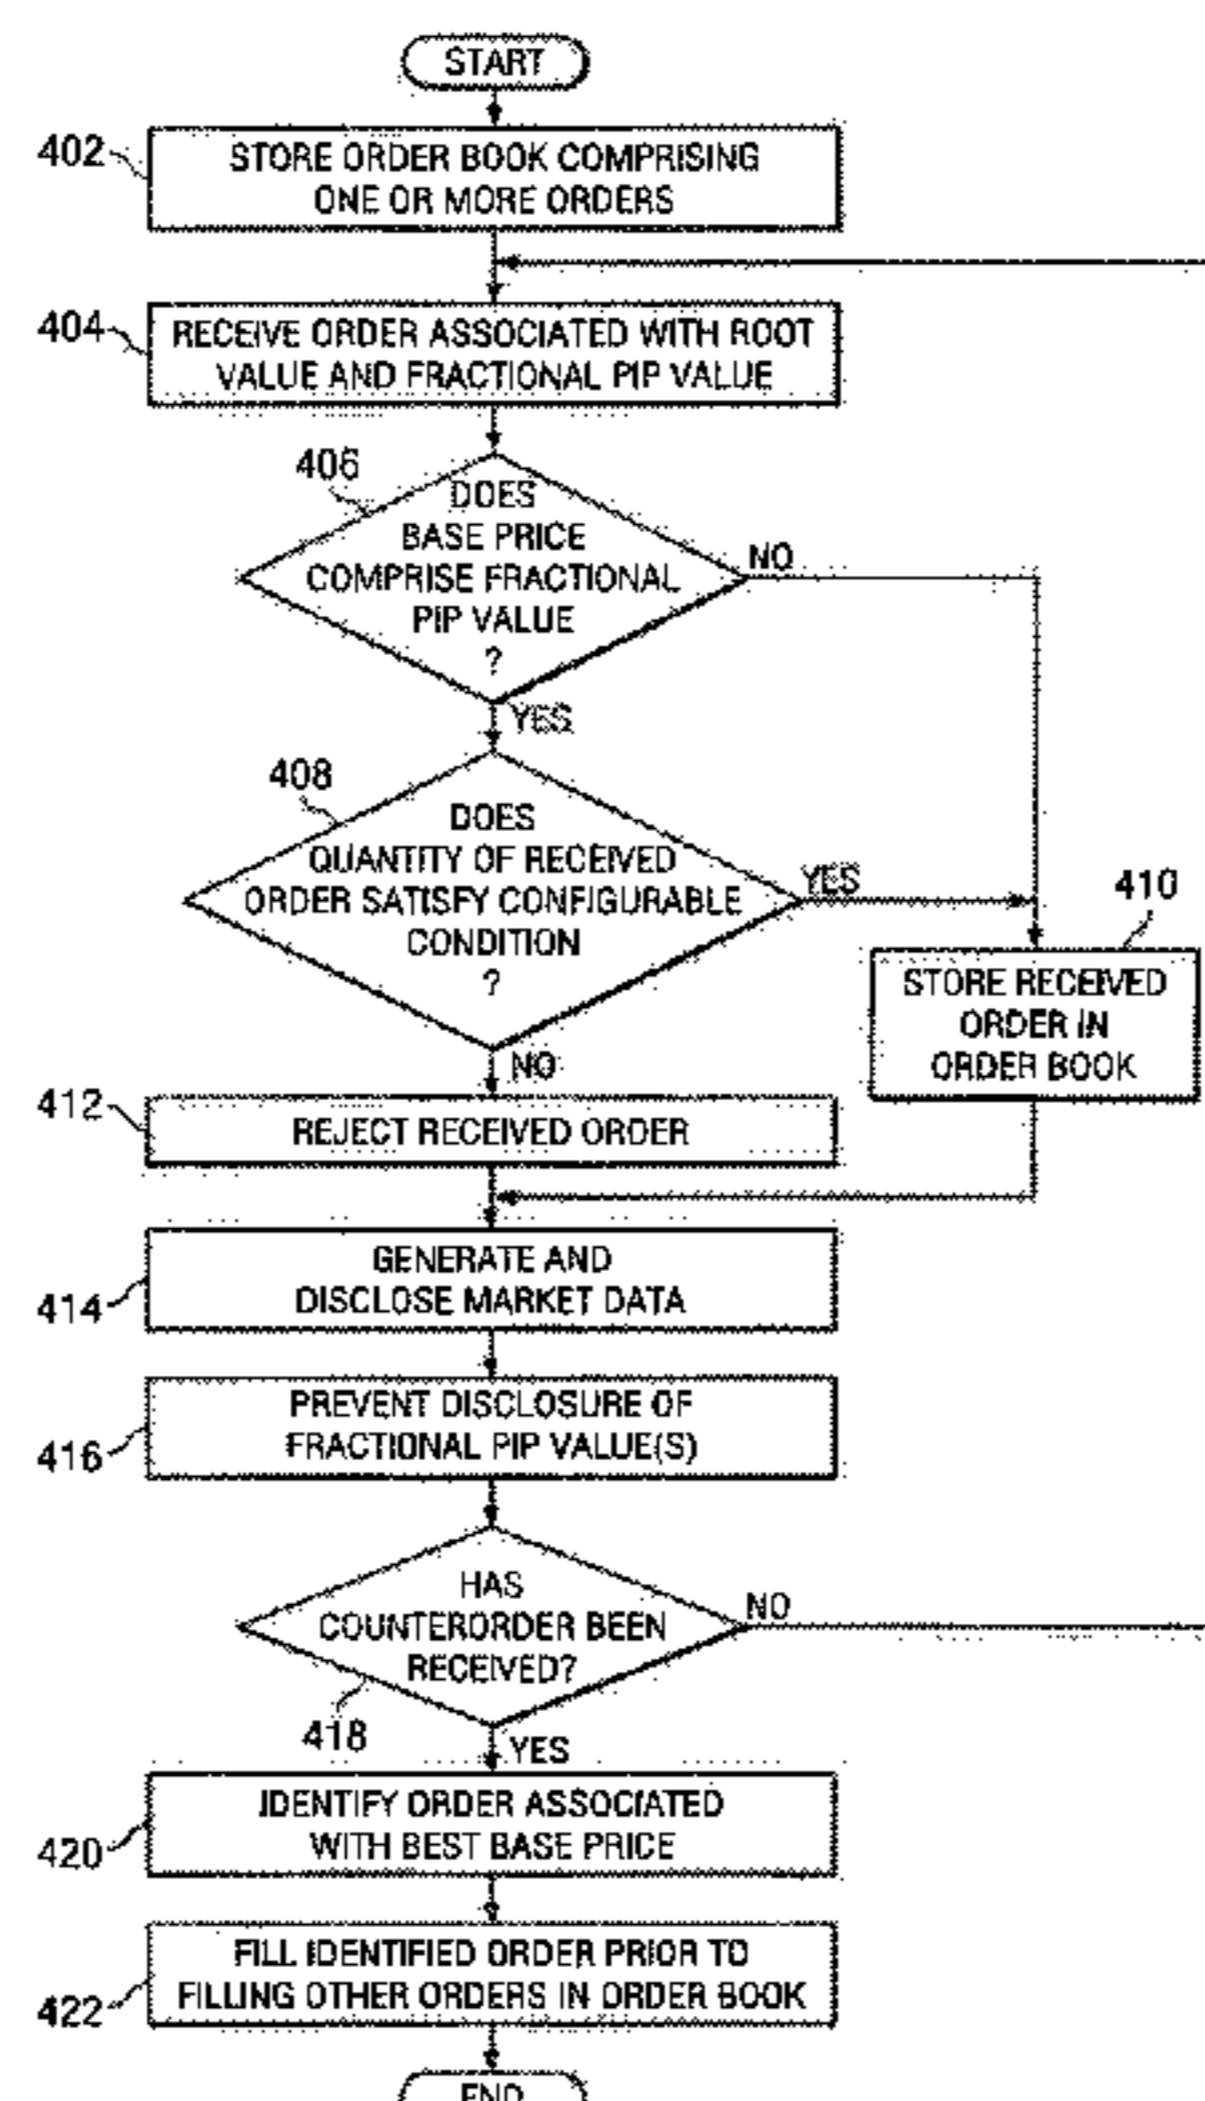 START
402
STORE ORDER BOOK COMPRISING
ONE OR MORE ORDERS
404
RECEIVE ORDER ASSOCIATED WITH ROOT
VALUE AND FRACTIONAL PIP VALUE
406
DOES
BASE PRICE
COMPRISE FRACTIONAL
PIP VALUE
?
NO
YES
408
DOES
QUANTITY OF RECEIVED
ORDER SATISFY CONFIGURABLE
CONDITION
?
YES
NO
410
STORE RECEIVED
ORDER IN
ORDER BOOK
412
REJECT RECEIVED ORDER
414
GENERATE AND
DISCLOSE MARKET DATA
416
PREVENT DISCLOSURE OF
FRACTIONAL PIP VALUE(S)
HAS
COUNTERORDER BEEN
RECEIVED?
NO
418
YES
420
IDENTIFY ORDER ASSOCIATED
WITH BEST BASE PRICE
422
FILL IDENTIFIED ORDER PRIOR TO
FILLING OTHER ORDERS IN ORDER BOOK
END